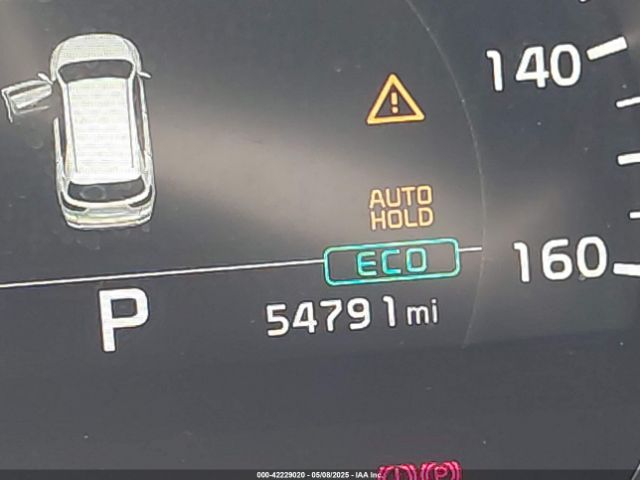 140
AUTO
HOLD
ECO
160
P
54791 mi
(P)
000-42229020 - 05/08/2025 - IAA Inc.